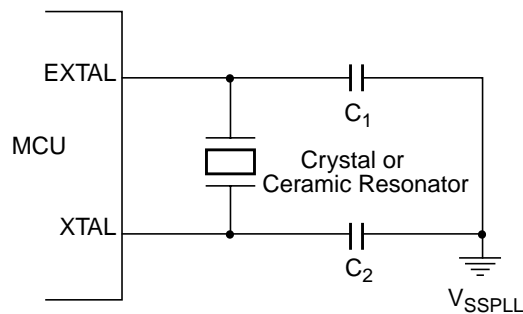 EXTAL
C1
MCU
Crystal or
Ceramic Resonator
XTAL
C2
VSSPLL